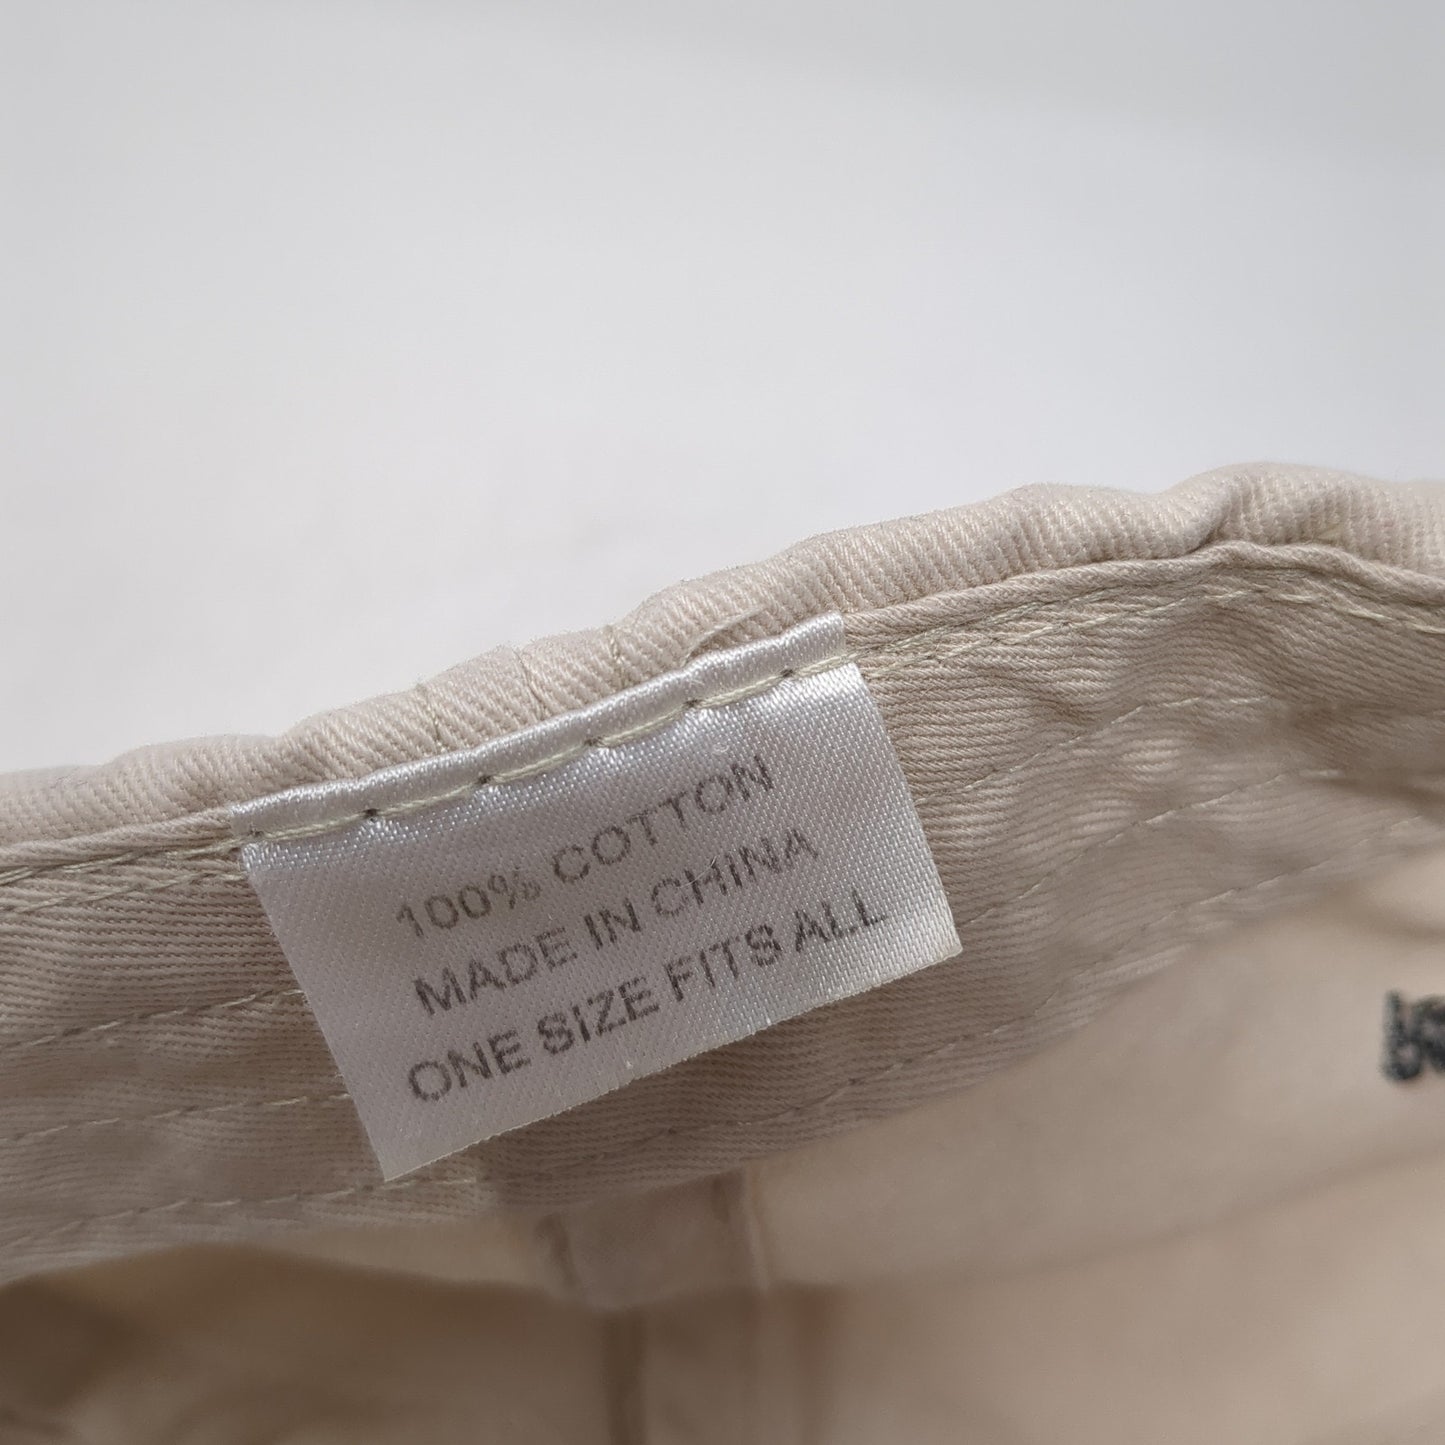 100% COTTON
MADE IN CHINA
ONE SIZE FITS ALL